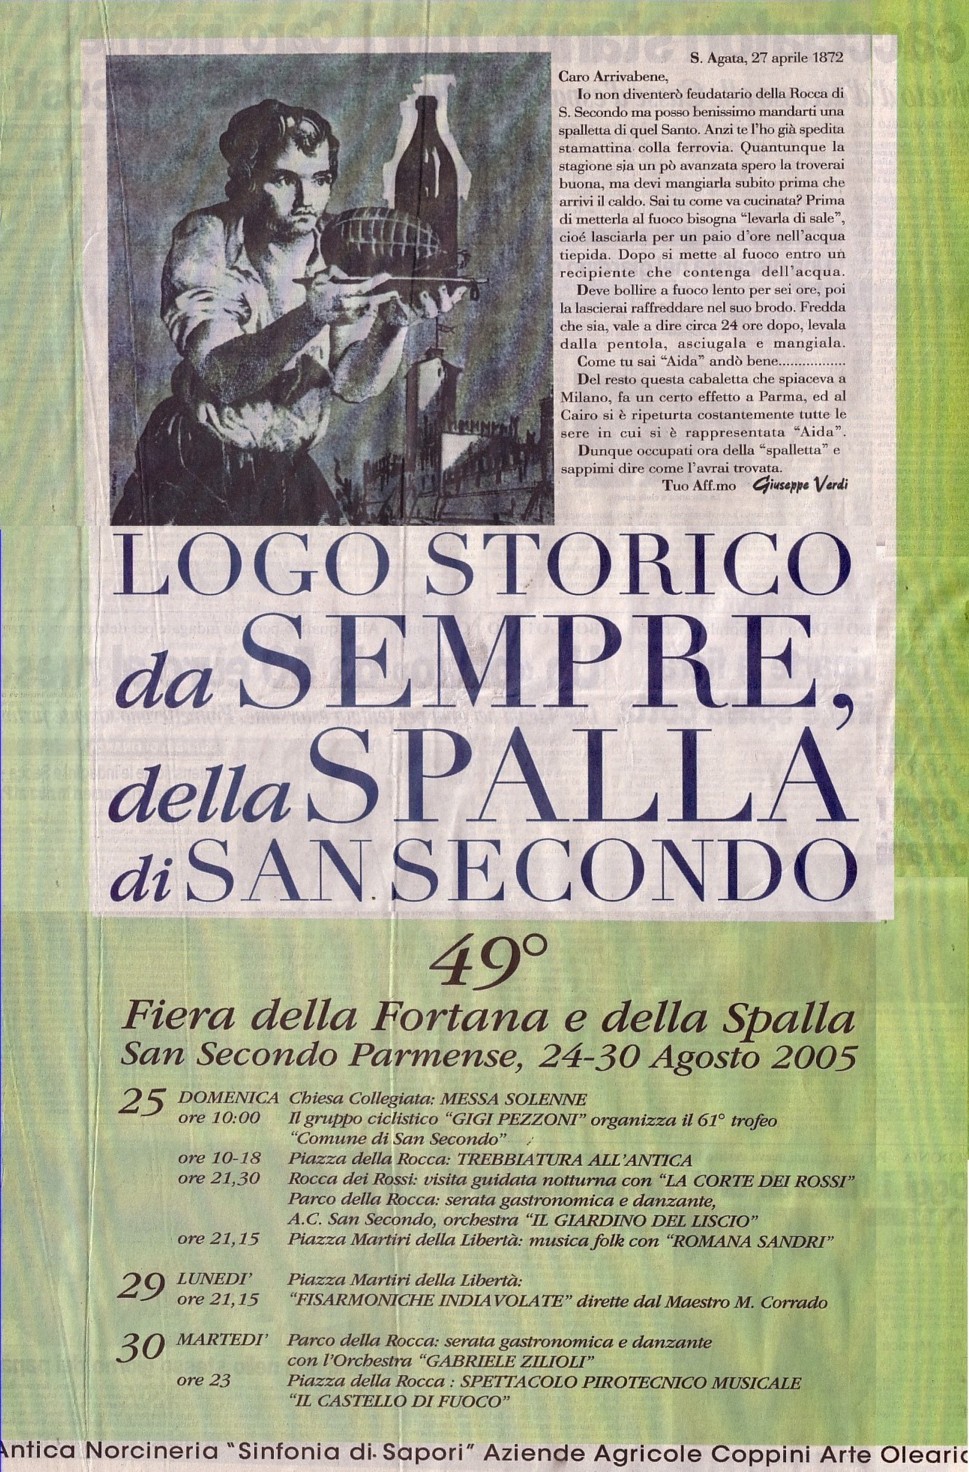 S. Agata, 27 aprile 1872
Caro Arrivabene,
Io non diventerò feudatario della Rocca di
S. Secondo ma posso benissimo mandarti una
spalletta di quel Santo. Anzi te l'ho già spedita
stamattina colla ferrovia. Quantunque la
stagione sia un pò avanzata spero la troverai
buona, ma devi mangiarla subito prima che
arrivi il caldo. Sai tu come va cucinata? Prima
di metterla al fuoco bisogna “levarla di sale”,
cioé lasciarla per un paio d'ore nell'acqua
tiepida. Dopo si mette al fuoco entro un
recipiente che contenga dell'acqua.
Deve bollire a fuoco lento per sei ore, poi
la lascierai raffreddare nel suo brodo. Fredda
che sia, vale a dire circa 24 ore dopo, levala
dalla pentola, asciugala e mangiala.
Come tu sai “Aida” andò bene.................
Del resto questa cabaletta che spiaceva a
Milano, fa un certo effetto a Parma, ed al
Cairo si è ripeturta costantemente tutte le
sere in cui si è rappresentata “Aida”.
Dunque occupati ora della “spalletta” e
sappimi dire come l'avrai trovata.
Tuo Aff.mo Giuseppe Verdi
LOGO STORICO
da SEMPRE,
della SPALLA
di SAN SECONDO
49°
Fiera della Fortana e della Spalla
San Secondo Parmense, 24-30 Agosto 2005
25 DOMENICA Chiesa Collegiata: MESSA SOLENNE
ore 10:00 Il gruppo ciclistico “GIGI PEZZONI” organizza il 61° trofeo
“Comune di San Secondo”
ore 10-18 Piazza della Rocca: TREBBIATURA ALL'ANTICA
ore 21,30 Rocca dei Rossi: visita guidata notturna con “LA CORTE DEI ROSSI”
Parco della Rocca: serata gastronomica e danzante,
A.C. San Secondo, orchestra “IL GIARDINO DEL LISCIO”
ore 21,15 Piazza Martiri della Libertà: musica folk con “ROMANA SANDRI”
29 LUNEDI' Piazza Martiri della Libertà:
ore 21,15 “FISARMONICHE INDIAVOLATE” dirette dal Maestro M. Corrado
30 MARTEDI' Parco della Rocca: serata gastronomica e danzante
con l'Orchestra “GABRIELE ZILIOLI”
ore 23 Piazza della Rocca : SPETTACOLO PIROTECNICO MUSICALE
“IL CASTELLO DI FUOCO”
Antica Norcineria “Sinfonia di Sapori” Aziende Agricole Coppini Arte Olearia